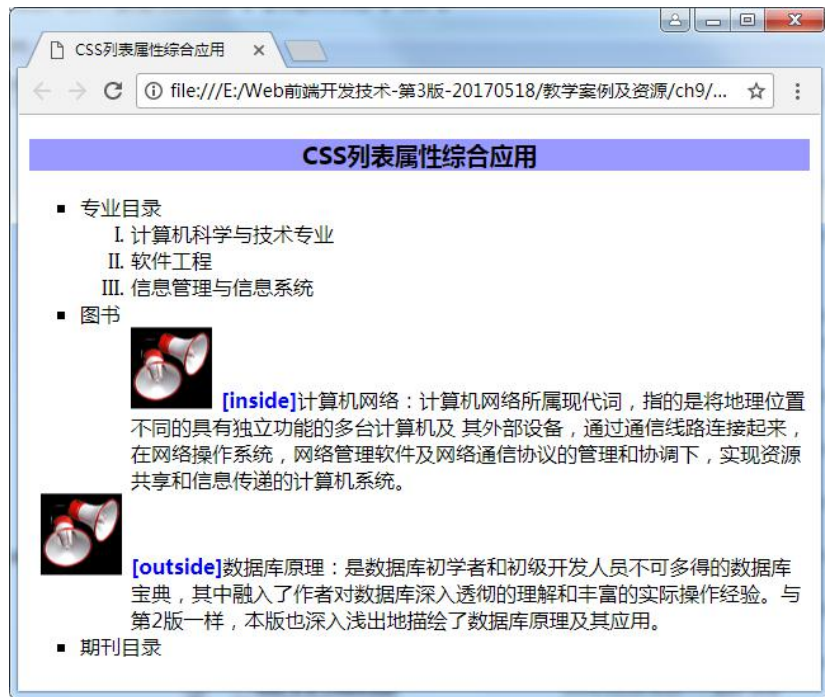 CSS列表属性综合应用
file:///E:/Web前端开发技术-第3版-20170518/教学案例及资源/ch9/...
CSS列表属性综合应用
专业目录
I. 计算机科学与技术专业
II. 软件工程
III. 信息管理与信息系统
图书
[inside]计算机网络：计算机网络所属现代词，指的是将地理位置
不同的具有独立功能的多台计算机及 其外部设备，通过通信线路连接起来，
在网络操作系统，网络管理软件及网络通信协议的管理和协调下，实现资源
共享和信息传递的计算机系统。
[outside]数据库原理：是数据库初学者和初级开发人员不可多得的数据库
宝典，其中融入了作者对数据库深入透彻的理解和丰富的实际操作经验。与
第2版一样，本版也深入浅出地描绘了数据库原理及其应用。
期刊目录